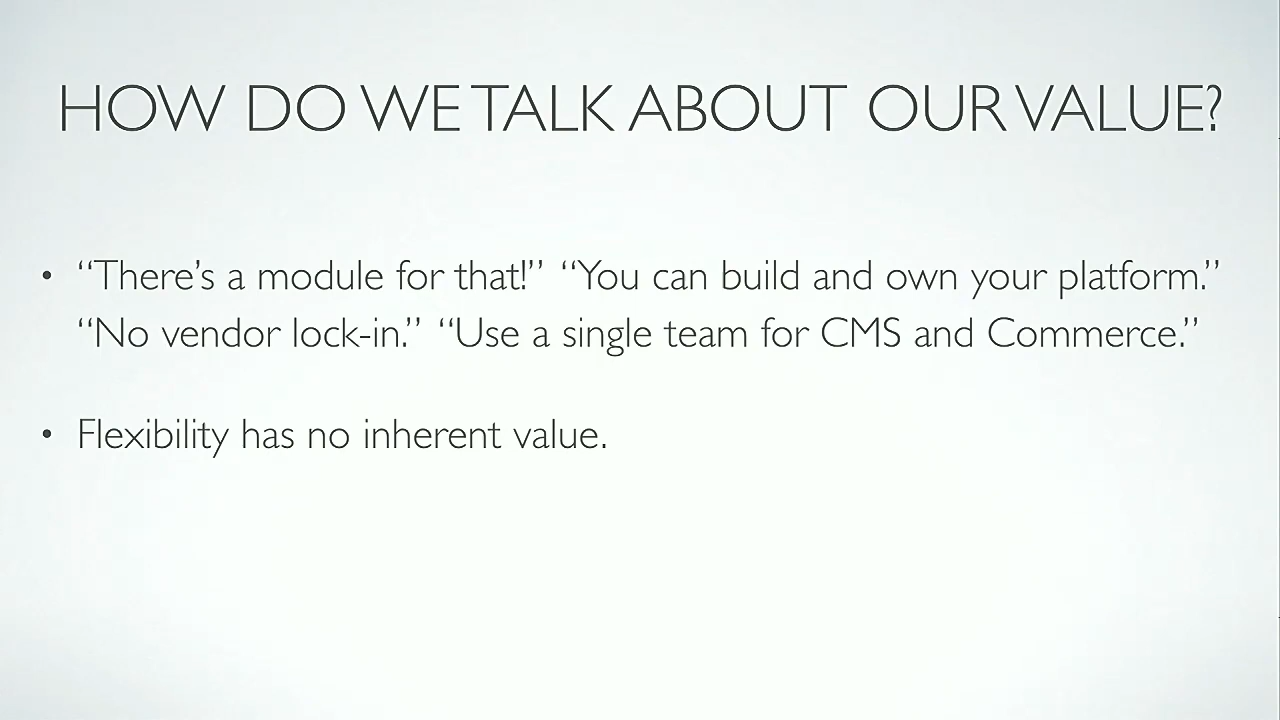 HOW DO WE TALK ABOUT OUR VALUE?
• “There’s a module for that!” “You can build and own your platform.”
“No vendor lock-in.” “Use a single team for CMS and Commerce.”
• Flexibility has no inherent value.